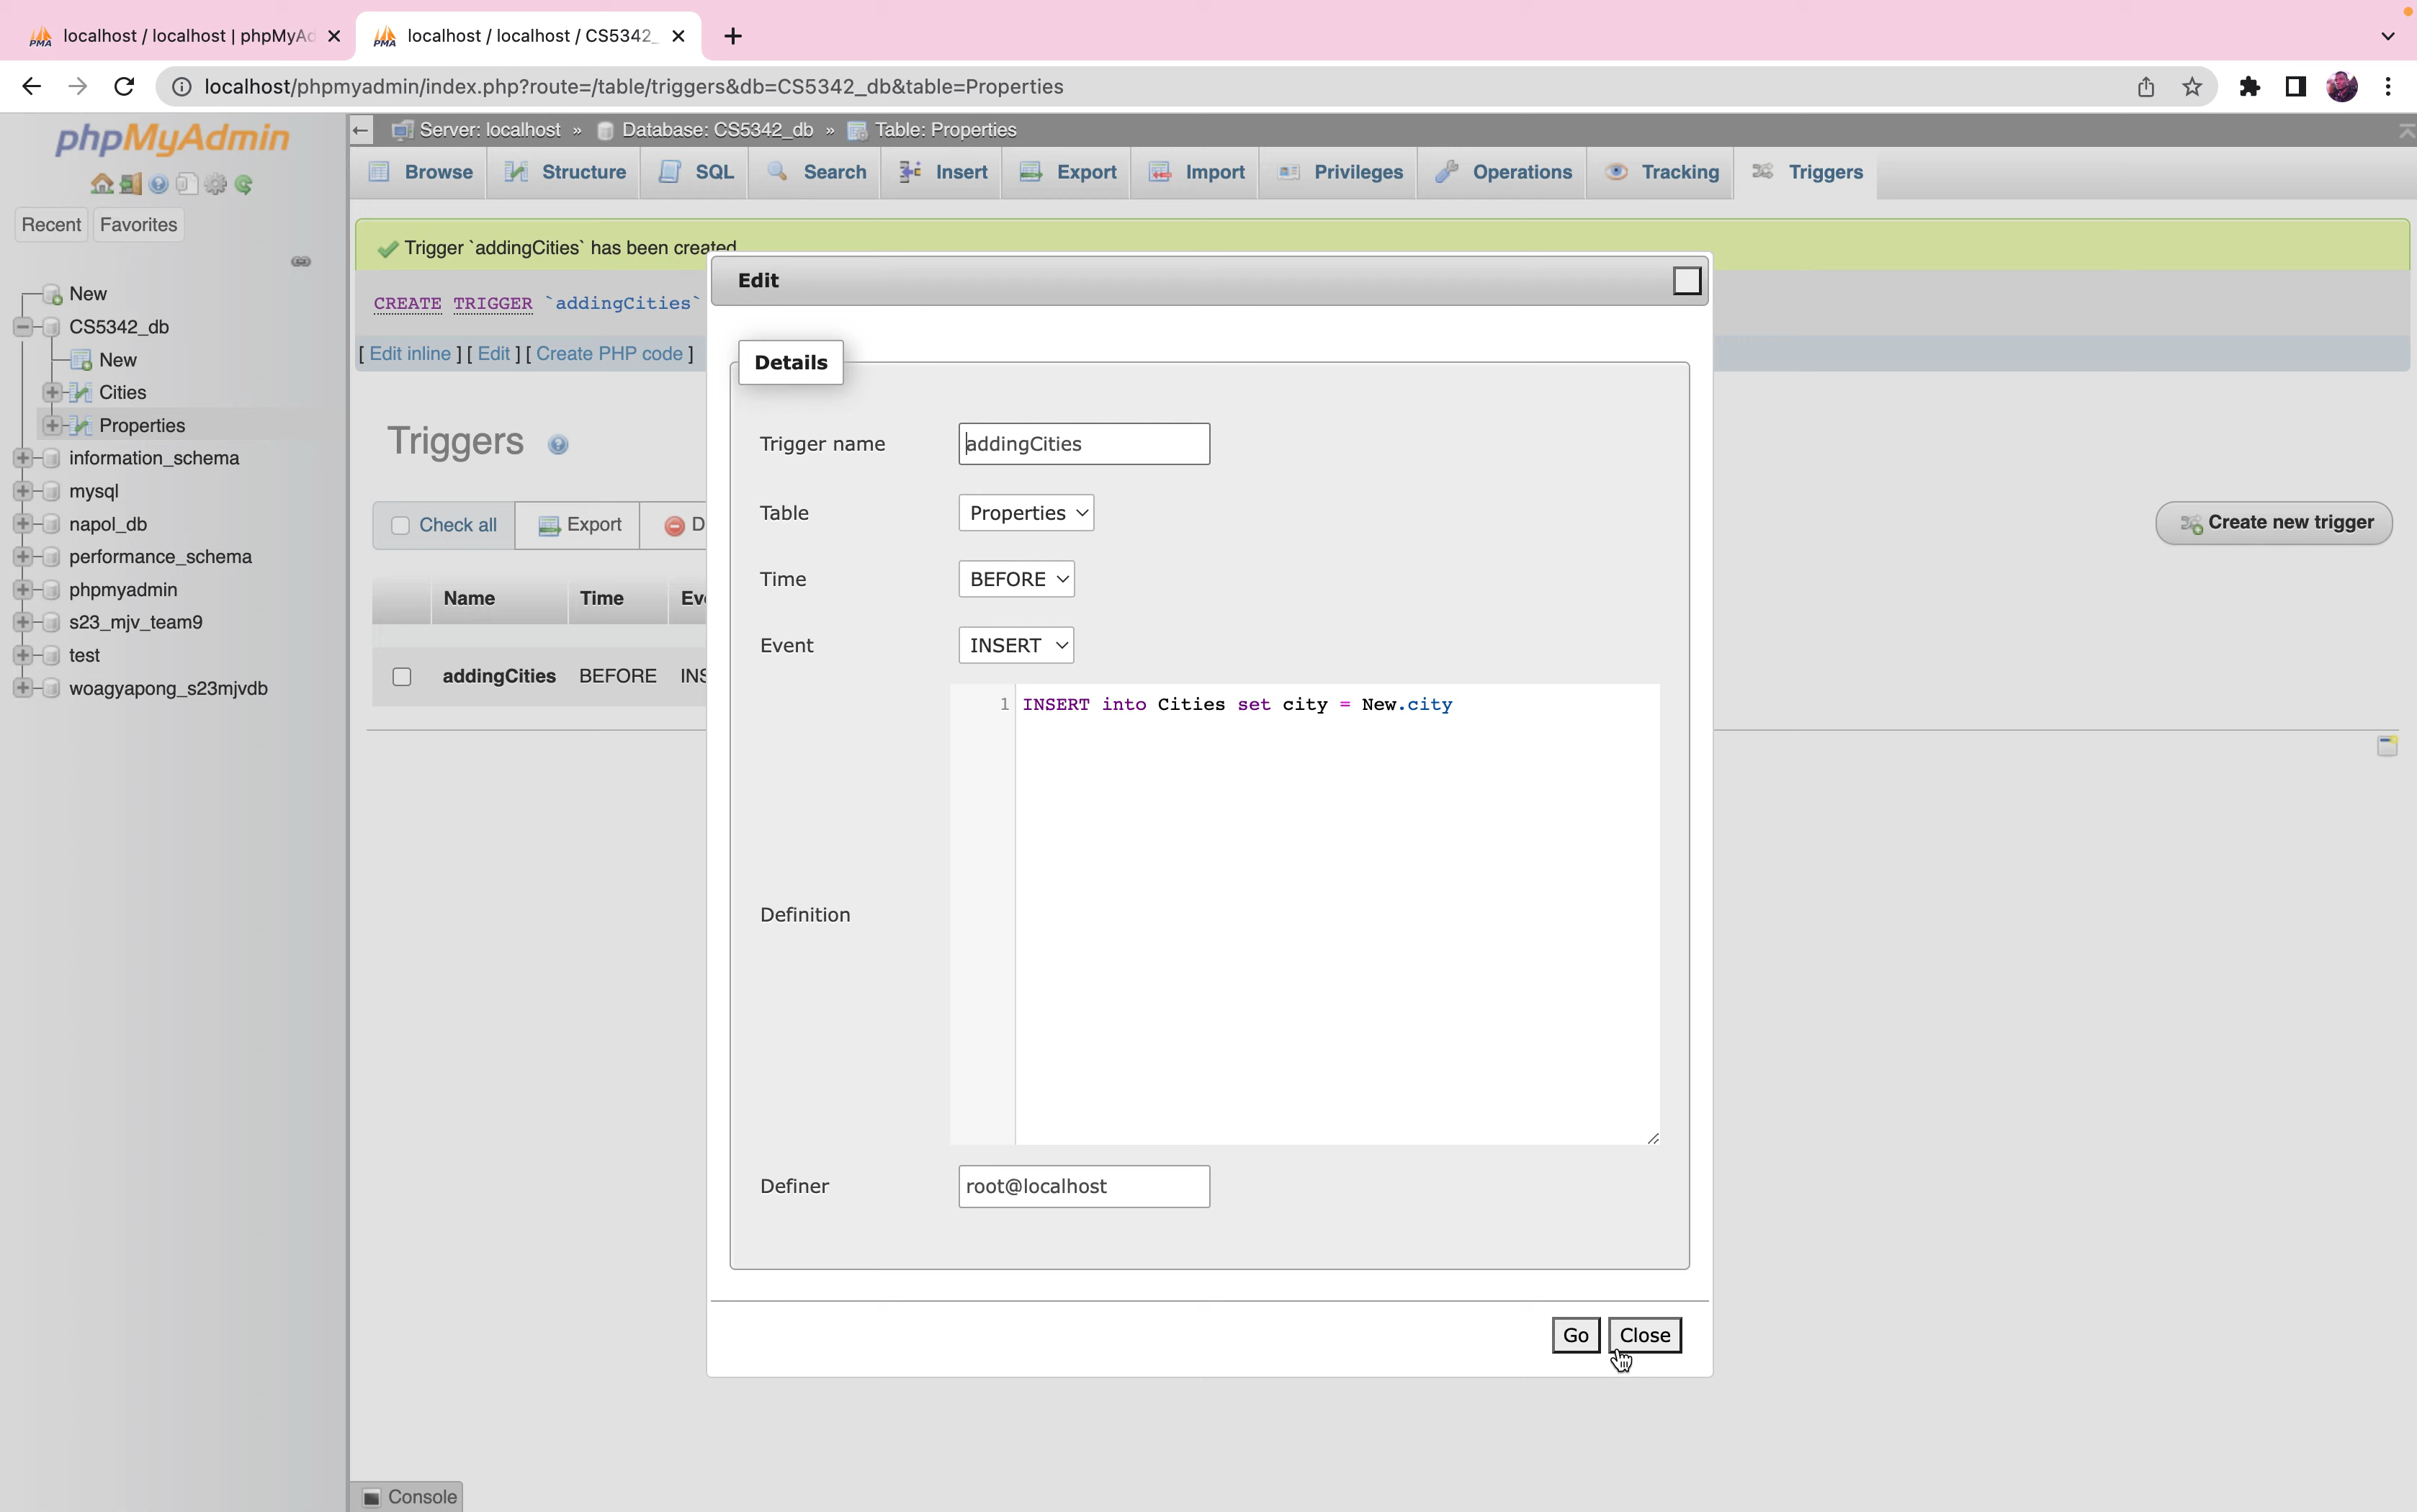 localhost / localhost | phpMyAd
localhost / localhost / CS5342_
localhost/phpmyadmin/index.php?route=/table/triggers&db=CS5342_db&table=Properties
phpMyAdmin
Recent Favorites
New
CS5342_db
New
Cities
Properties
information_schema
mysql
napol_db
performance_schema
phpmyadmin
s23_mjv_team9
test
woagyapong_s23mjvdb
Server: localhost » Database: CS5342_db » Table: Properties
Browse Structure SQL Search Insert Export Import Privileges Operations Tracking Triggers
Trigger `addingCities` has been created
CREATE TRIGGER `addingCities`
[ Edit inline ] [ Edit ] [ Create PHP code ]
Triggers
Check all Export D
Create new trigger
Name Time Eve
addingCities BEFORE INS
Edit
Details
Trigger name addingCities
Table Properties
Time BEFORE
Event INSERT
1 INSERT into Cities set city = New.city
Definition
Definer root@localhost
Go Close
Console